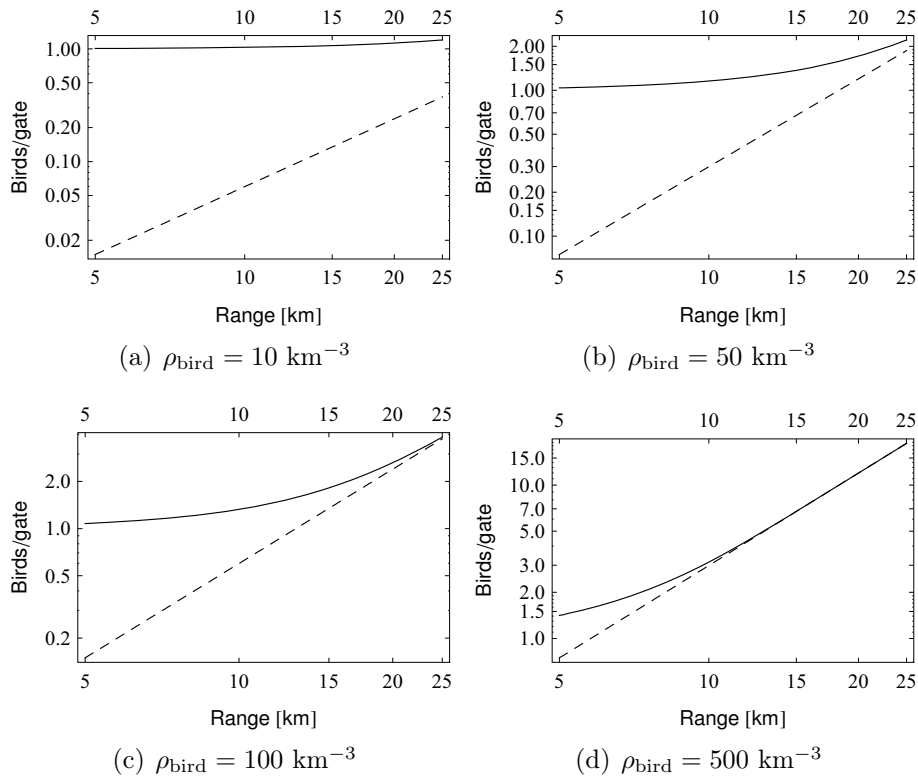 5 10 15 20 25
1.00
0.50
0.20
0.10
0.05
0.02
Birds/gate
5 10 15 20 25
Range [km]
(a) ρbird = 10 km−3
5 10 15 20 25
2.00
1.50
1.00
0.70
0.50
0.30
0.20
0.15
0.10
Birds/gate
5 10 15 20 25
Range [km]
(b) ρbird = 50 km−3
5 10 15 20 25
2.0
1.0
0.5
0.2
Birds/gate
5 10 15 20 25
Range [km]
(c) ρbird = 100 km−3
5 10 15 20 25
15.0
10.0
7.0
5.0
3.0
2.0
1.5
1.0
Birds/gate
5 10 15 20 25
Range [km]
(d) ρbird = 500 km−3